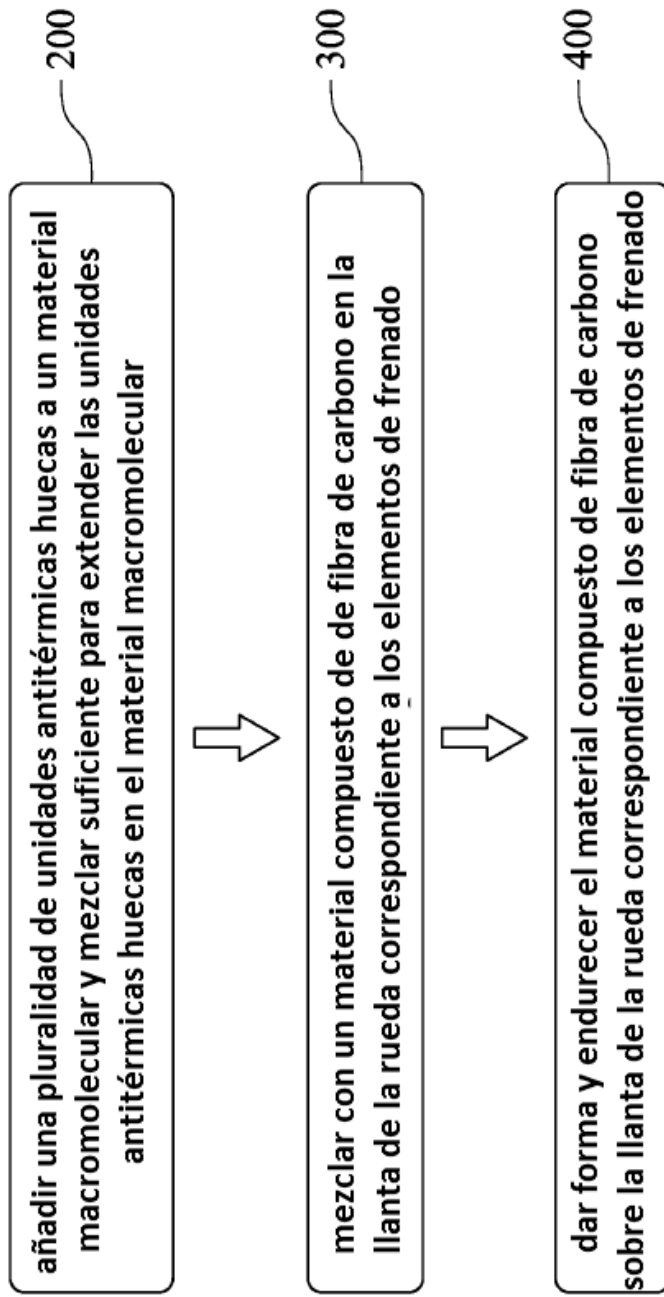 añadir una pluralidad de unidades antitérmicas huecas a un material
macromolecular y mezclar suficiente para extender las unidades
antitérmicas huecas en el material macromolecular
200
mezclar con un material compuesto de de fibra de carbono en la
llanta de la rueda correspondiente a los elementos de frenado
300
dar forma y endurecer el material compuesto de fibra de carbono
sobre la llanta de la rueda correspondiente a los elementos de frenado
400